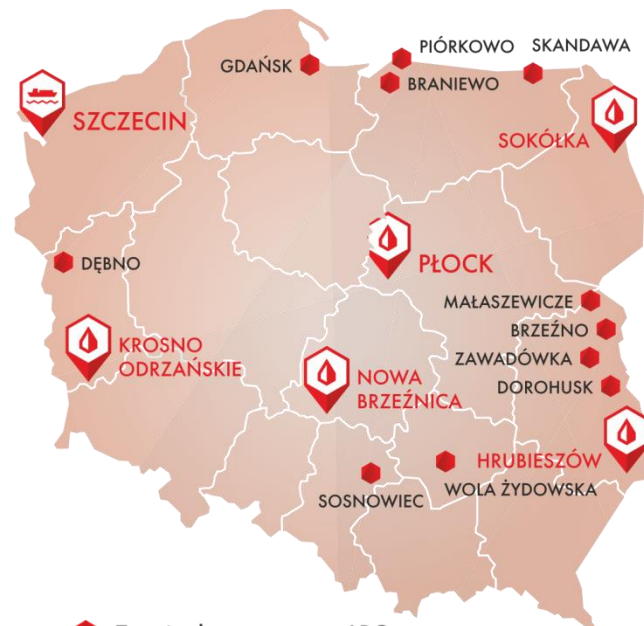 PIÓRKOWO
SKANDAWA
GDAŃSK
BRANIEWO
SZCZECIN
SOKÓŁKA
PŁOCK
DĘBNO
MAŁASZEWICZE
BRZEŹNO
KROSNO
ODRZAŃSKIE
ZAWADÓWKA
NOWA
BRZEŹNICA
DOROHUSK
HRUBIESZÓW
SOSNOWIEC
WOLA ŻYDOWSKA